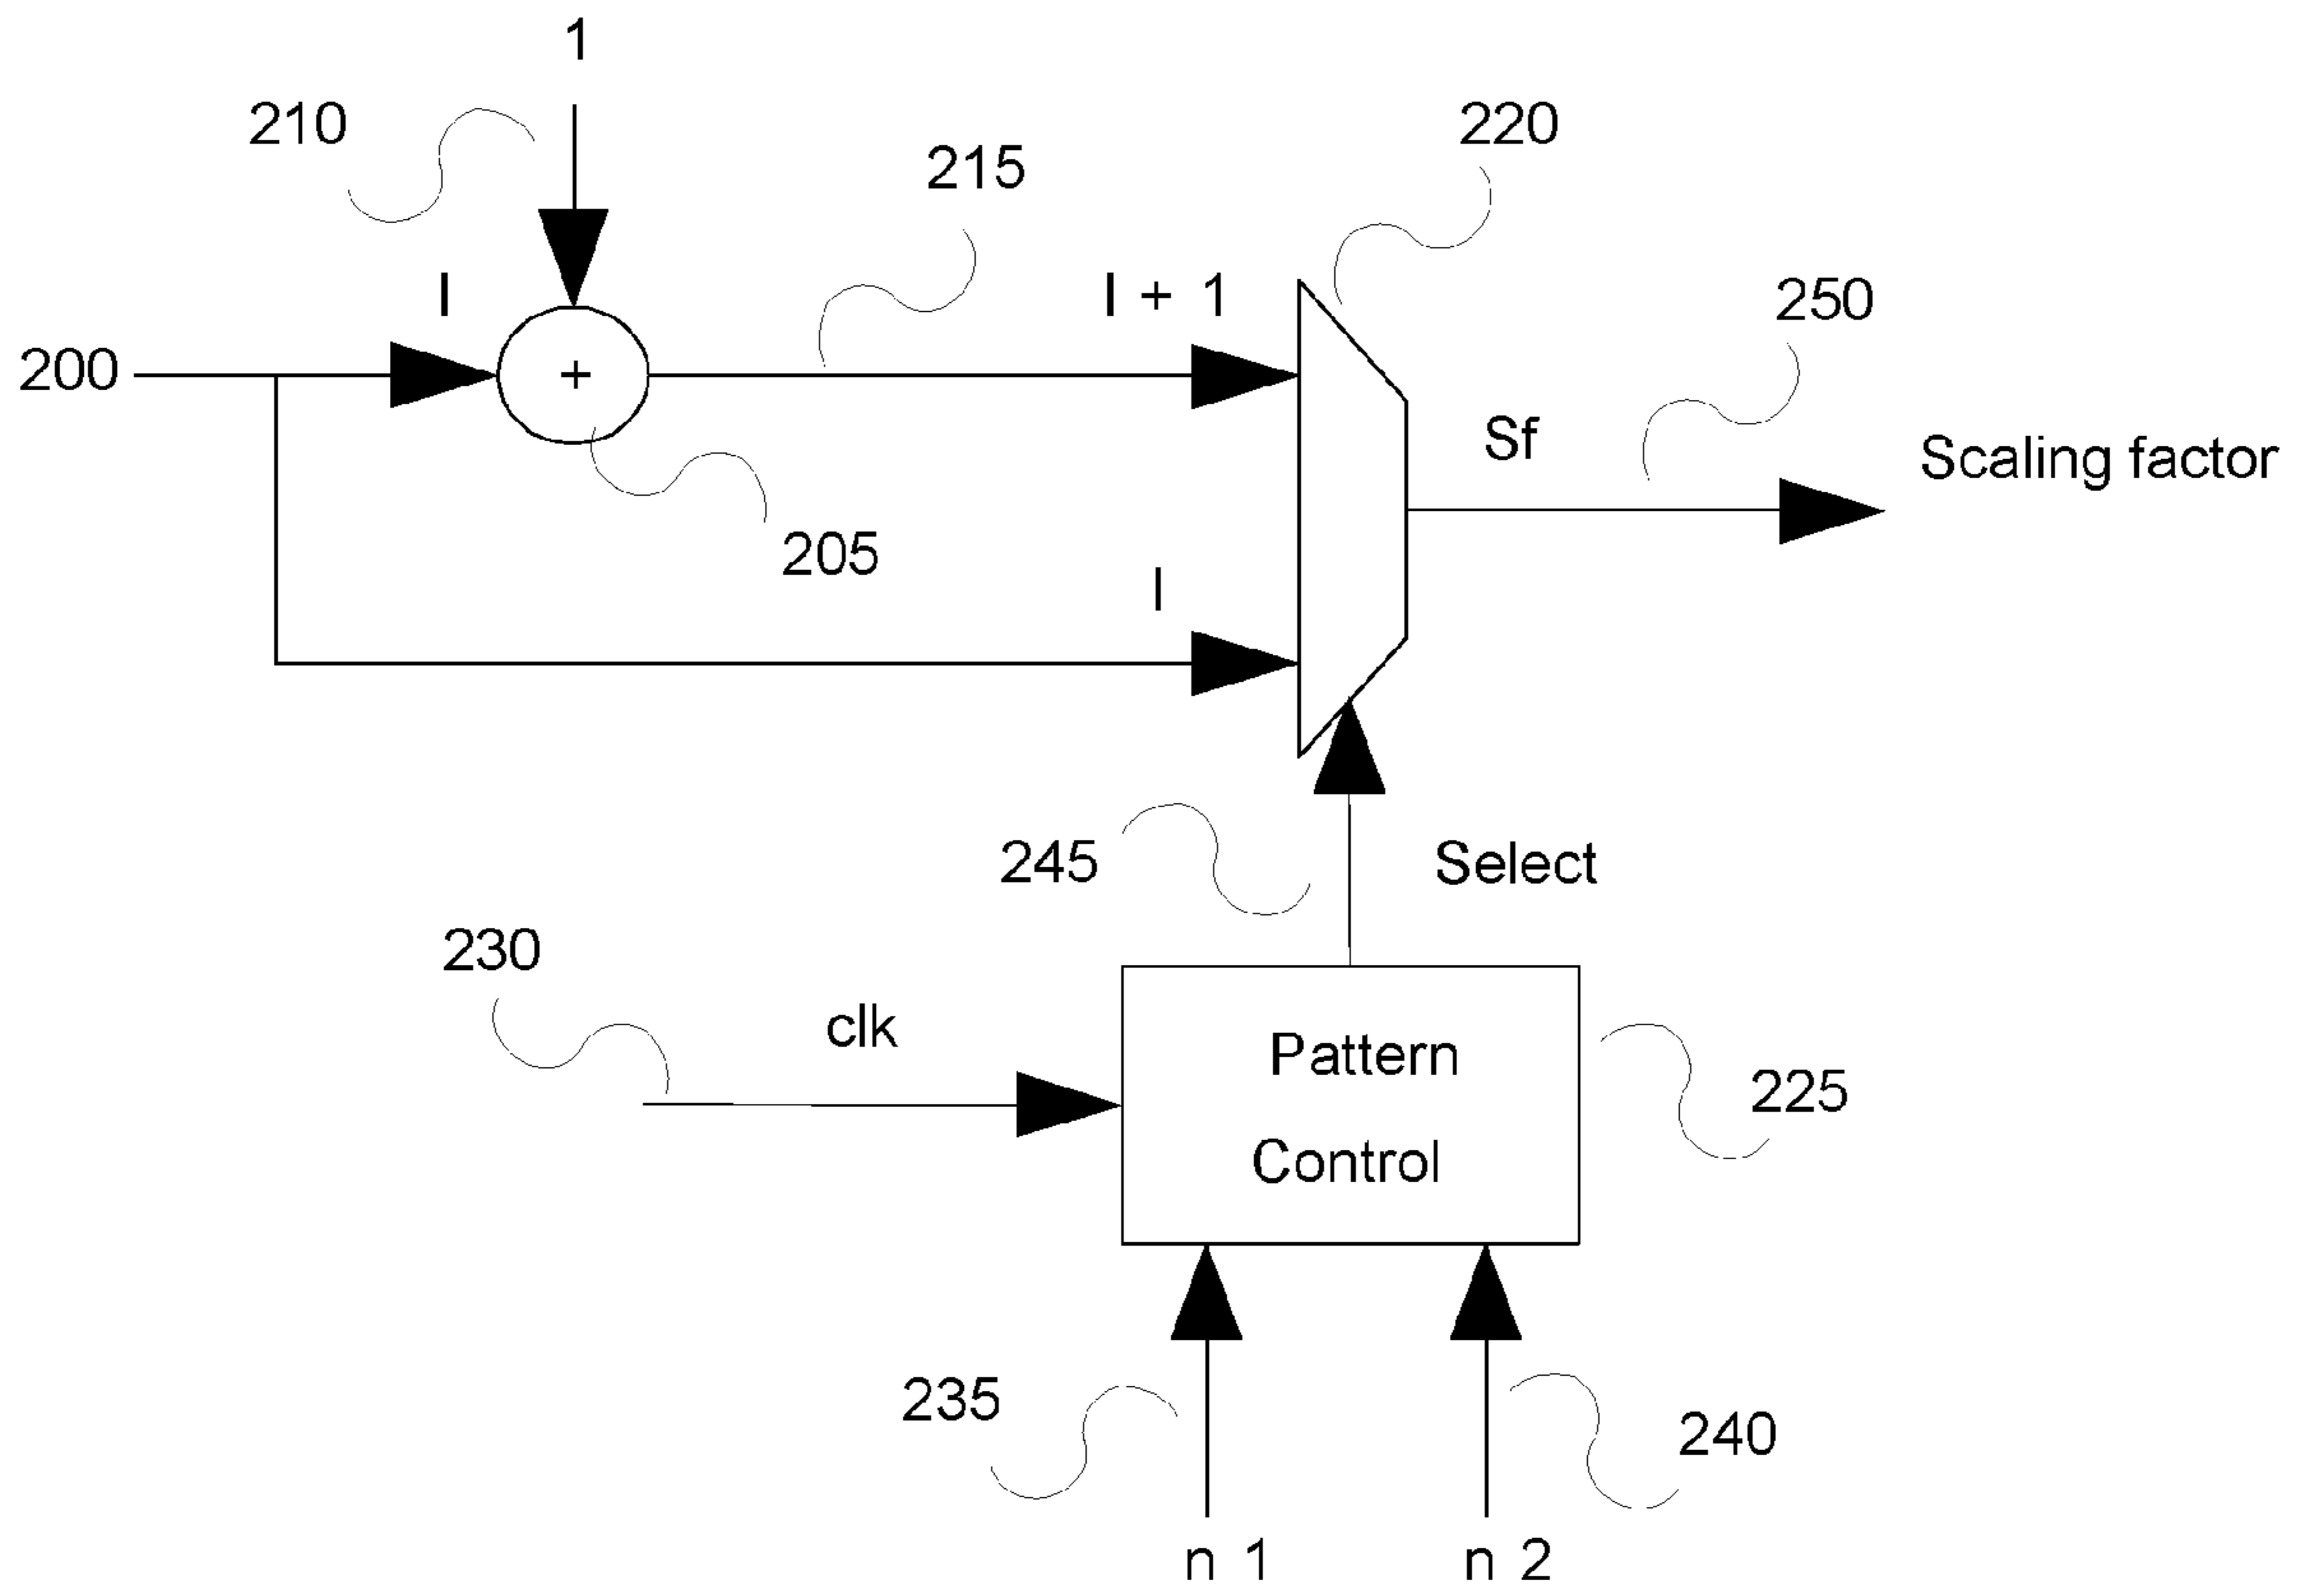 1
210
220
215
I
I + 1
250
200
+
Sf
Scaling factor
205
I
245
Select
230
clk
Pattern
Control
225
235
240
n 1
n 2